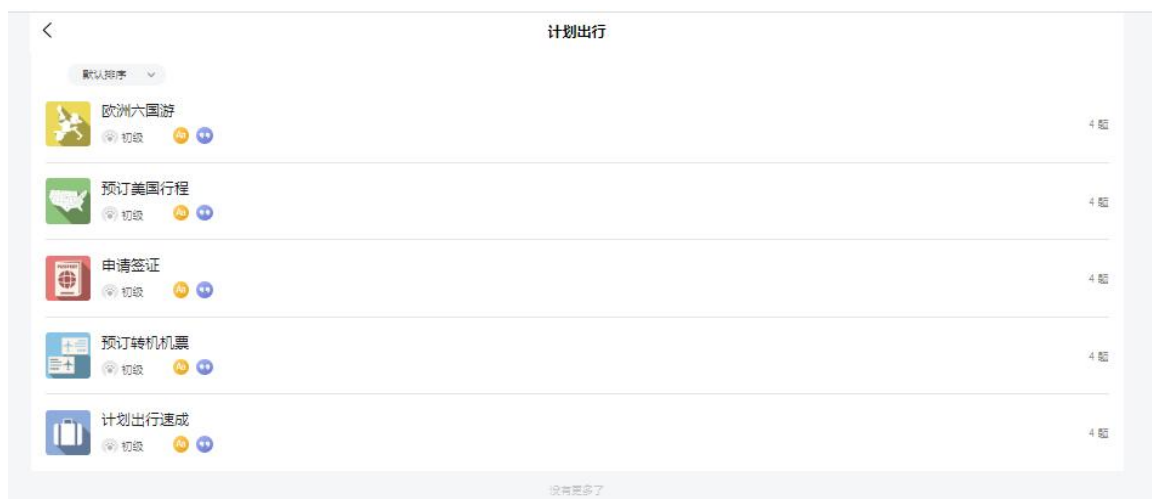 计划出行
默认排序
欧洲六国游
初级
4 题
预订美国行程
初级
4 题
申请签证
初级
4 题
预订转机机票
初级
4 题
计划出行速成
初级
4 题
没有更多了